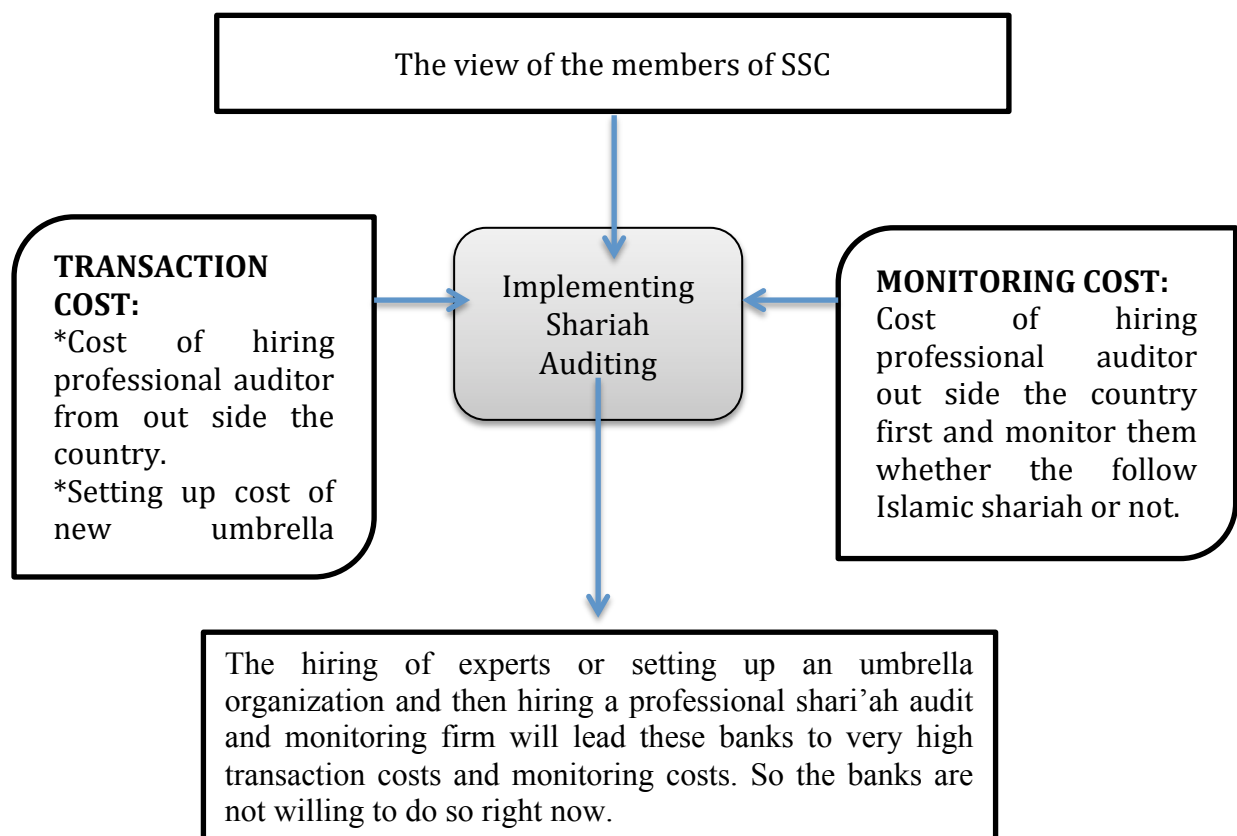 The view of the members of SSC
TRANSACTION
COST:
*Cost of hiring
professional auditor
from out side the
country.
*Setting up cost of
new umbrella
Implementing
Shariah
Auditing
MONITORING COST:
Cost of hiring
professional auditor
out side the country
first and monitor them
whether the follow
Islamic shariah or not.
The hiring of experts or setting up an umbrella
organization and then hiring a professional shari’ah audit
and monitoring firm will lead these banks to very high
transaction costs and monitoring costs. So the banks are
not willing to do so right now.